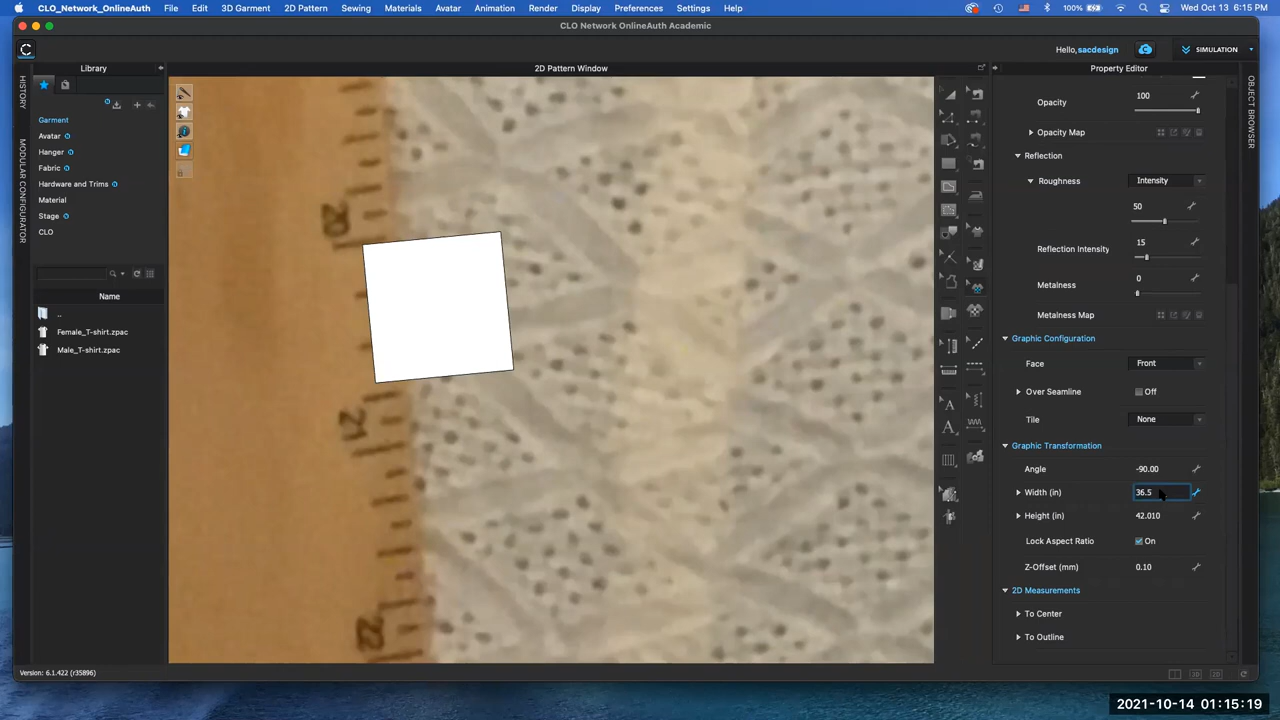 CLO_Network_OnlineAuth File Edit 3D Garment 2D Pattern Sewing Materials Avatar Animation Render Display Preferences Settings Help 100% Wed Oct 13 6:15 PM
CLO Network OnlineAuth Academic
Hello, sacdesign SIMULATION
Library
2D Pattern Window
Property Editor
HISTORY
MODULAR CONFIGURATOR
OBJECT BROWSER
Garment
Avatar
Hanger
Fabric
Hardware and Trims
Material
Stage
CLO
Name
..
Female_T-shirt.zpac
Male_T-shirt.zpac
20
21
22
Opacity 100
Opacity Map
Reflection
Roughness Intensity
50
Reflection Intensity 15
Metalness 0
Metalness Map
Graphic Configuration
Face Front
Over Seamline Off
Tile None
Graphic Transformation
Angle -90.00
Width (in) 36.5
Height (in) 42.010
Lock Aspect Ratio On
Z-Offset (mm) 0.10
2D Measurements
To Center
To Outline
Version: 6.1.422 (r35896)
3D 2D
2021-10-14 01:15:19